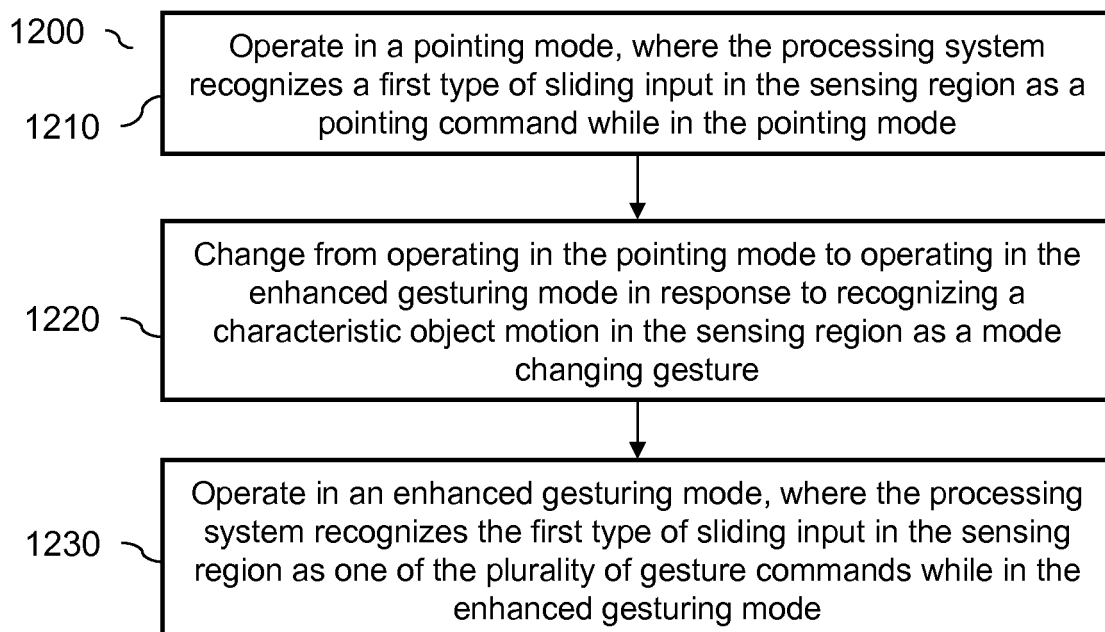 1200
Operate in a pointing mode, where the processing system
recognizes a first type of sliding input in the sensing region as a
pointing command while in the pointing mode
1210
Change from operating in the pointing mode to operating in the
enhanced gesturing mode in response to recognizing a
characteristic object motion in the sensing region as a mode
changing gesture
1220
Operate in an enhanced gesturing mode, where the processing
system recognizes the first type of sliding input in the sensing
region as one of the plurality of gesture commands while in the
enhanced gesturing mode
1230